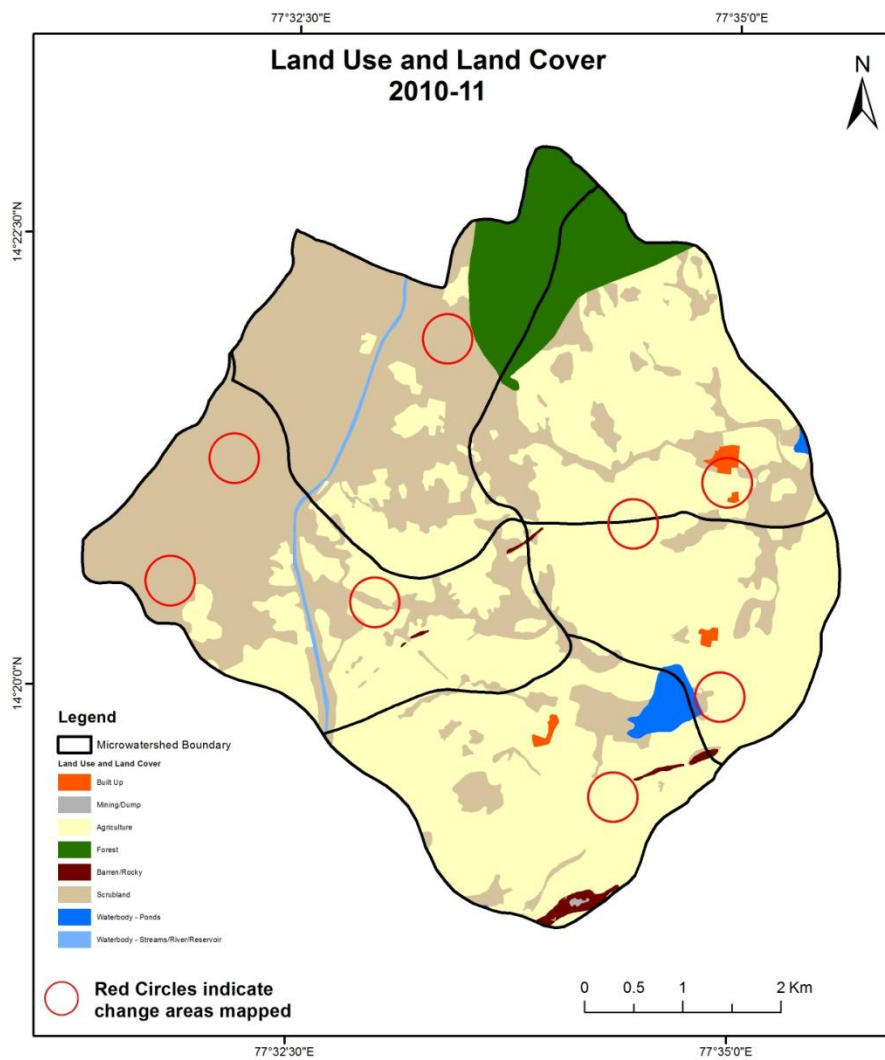 77°32'30"E
77°35'0"E
Land Use and Land Cover
2010-11
N
14°22'30"N
14°20'0"N
Legend
Microwatershed Boundary
Land Use and Land Cover
Built Up
Mining/Dump
Agriculture
Forest
Barren/Rocky
Scrubland
Waterbody - Ponds
Waterbody - Streams/River/Reservoir
Red Circles indicate
change areas mapped
0 0.5 1 2 Km
77°32'30"E
77°35'0"E